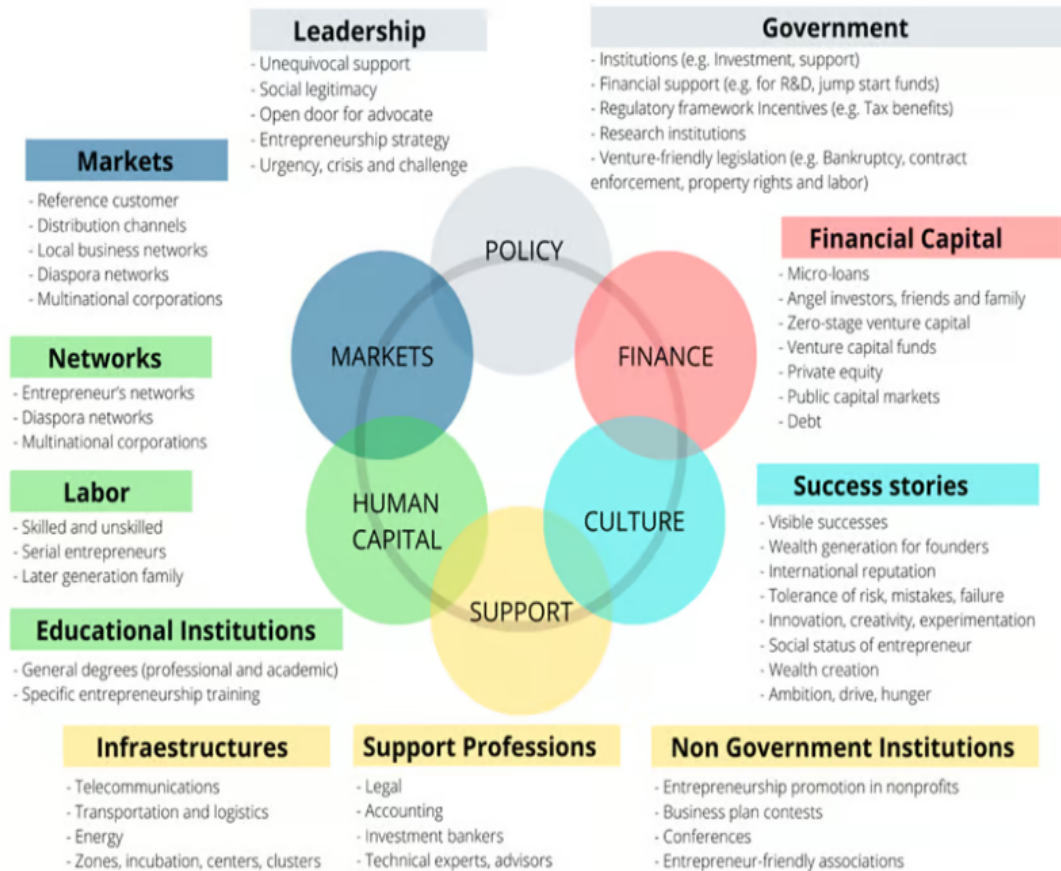 Leadership
- Unequivocal support
- Social legitimacy
- Open door for advocate
- Entrepreneurship strategy
- Urgency, crisis and challenge
Government
- Institutions (e.g. Investment, support)
- Financial support (e.g. for R&D, jump start funds)
- Regulatory framework Incentives (e.g. Tax benefits)
- Research institutions
- Venture-friendly legislation (e.g. Bankruptcy, contract
enforcement, property rights and labor)
Markets
- Reference customer
- Distribution channels
- Local business networks
- Diaspora networks
- Multinational corporations
POLICY
MARKETS
FINANCE
HUMAN
CAPITAL
CULTURE
SUPPORT
Financial Capital
- Micro-loans
- Angel investors, friends and family
- Zero-stage venture capital
- Venture capital funds
- Private equity
- Public capital markets
- Debt
Networks
- Entrepreneur's networks
- Diaspora networks
- Multinational corporations
Labor
- Skilled and unskilled
- Serial entrepreneurs
- Later generation family
Success stories
- Visible successes
- Wealth generation for founders
- International reputation
- Tolerance of risk, mistakes, failure
- Innovation, creativity, experimentation
- Social status of entrepreneur
- Wealth creation
- Ambition, drive, hunger
Educational Institutions
- General degrees (professional and academic)
- Specific entrepreneurship training
Infraestructures
- Telecommunications
- Transportation and logistics
- Energy
- Zones, incubation, centers, clusters
Support Professions
- Legal
- Accounting
- Investment bankers
- Technical experts, advisors
Non Government Institutions
- Entrepreneurship promotion in nonprofits
- Business plan contests
- Conferences
- Entrepreneur-friendly associations